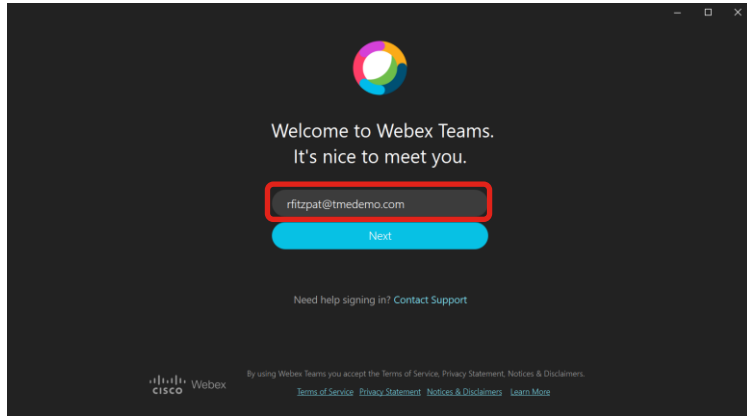 Welcome to Webex Teams.
It's nice to meet you.
rfitzpat@tmedemo.com
Next
Need help signing in? Contact Support
By using Webex Teams you accept the Terms of Service, Privacy Statement, Notices & Disclaimers.
CISCO Webex
Terms of Service Privacy Statement Notices & Disclaimers Learn More